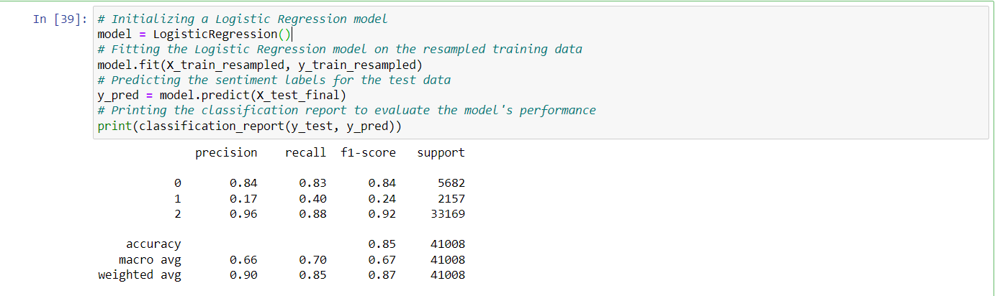 In [39]: # Initializing a Logistic Regression model
model = LogisticRegression()
# Fitting the Logistic Regression model on the resampled training data
model.fit(X_train_resampled, y_train_resampled)
# Predicting the sentiment labels for the test data
y_pred = model.predict(X_test_final)
# Printing the classification report to evaluate the model's performance
print(classification_report(y_test, y_pred))
precision recall f1-score support
0 0.84 0.83 0.84 5682
1 0.17 0.40 0.24 2157
2 0.96 0.88 0.92 33169
accuracy 0.85 41008
macro avg 0.66 0.70 0.67 41008
weighted avg 0.90 0.85 0.87 41008